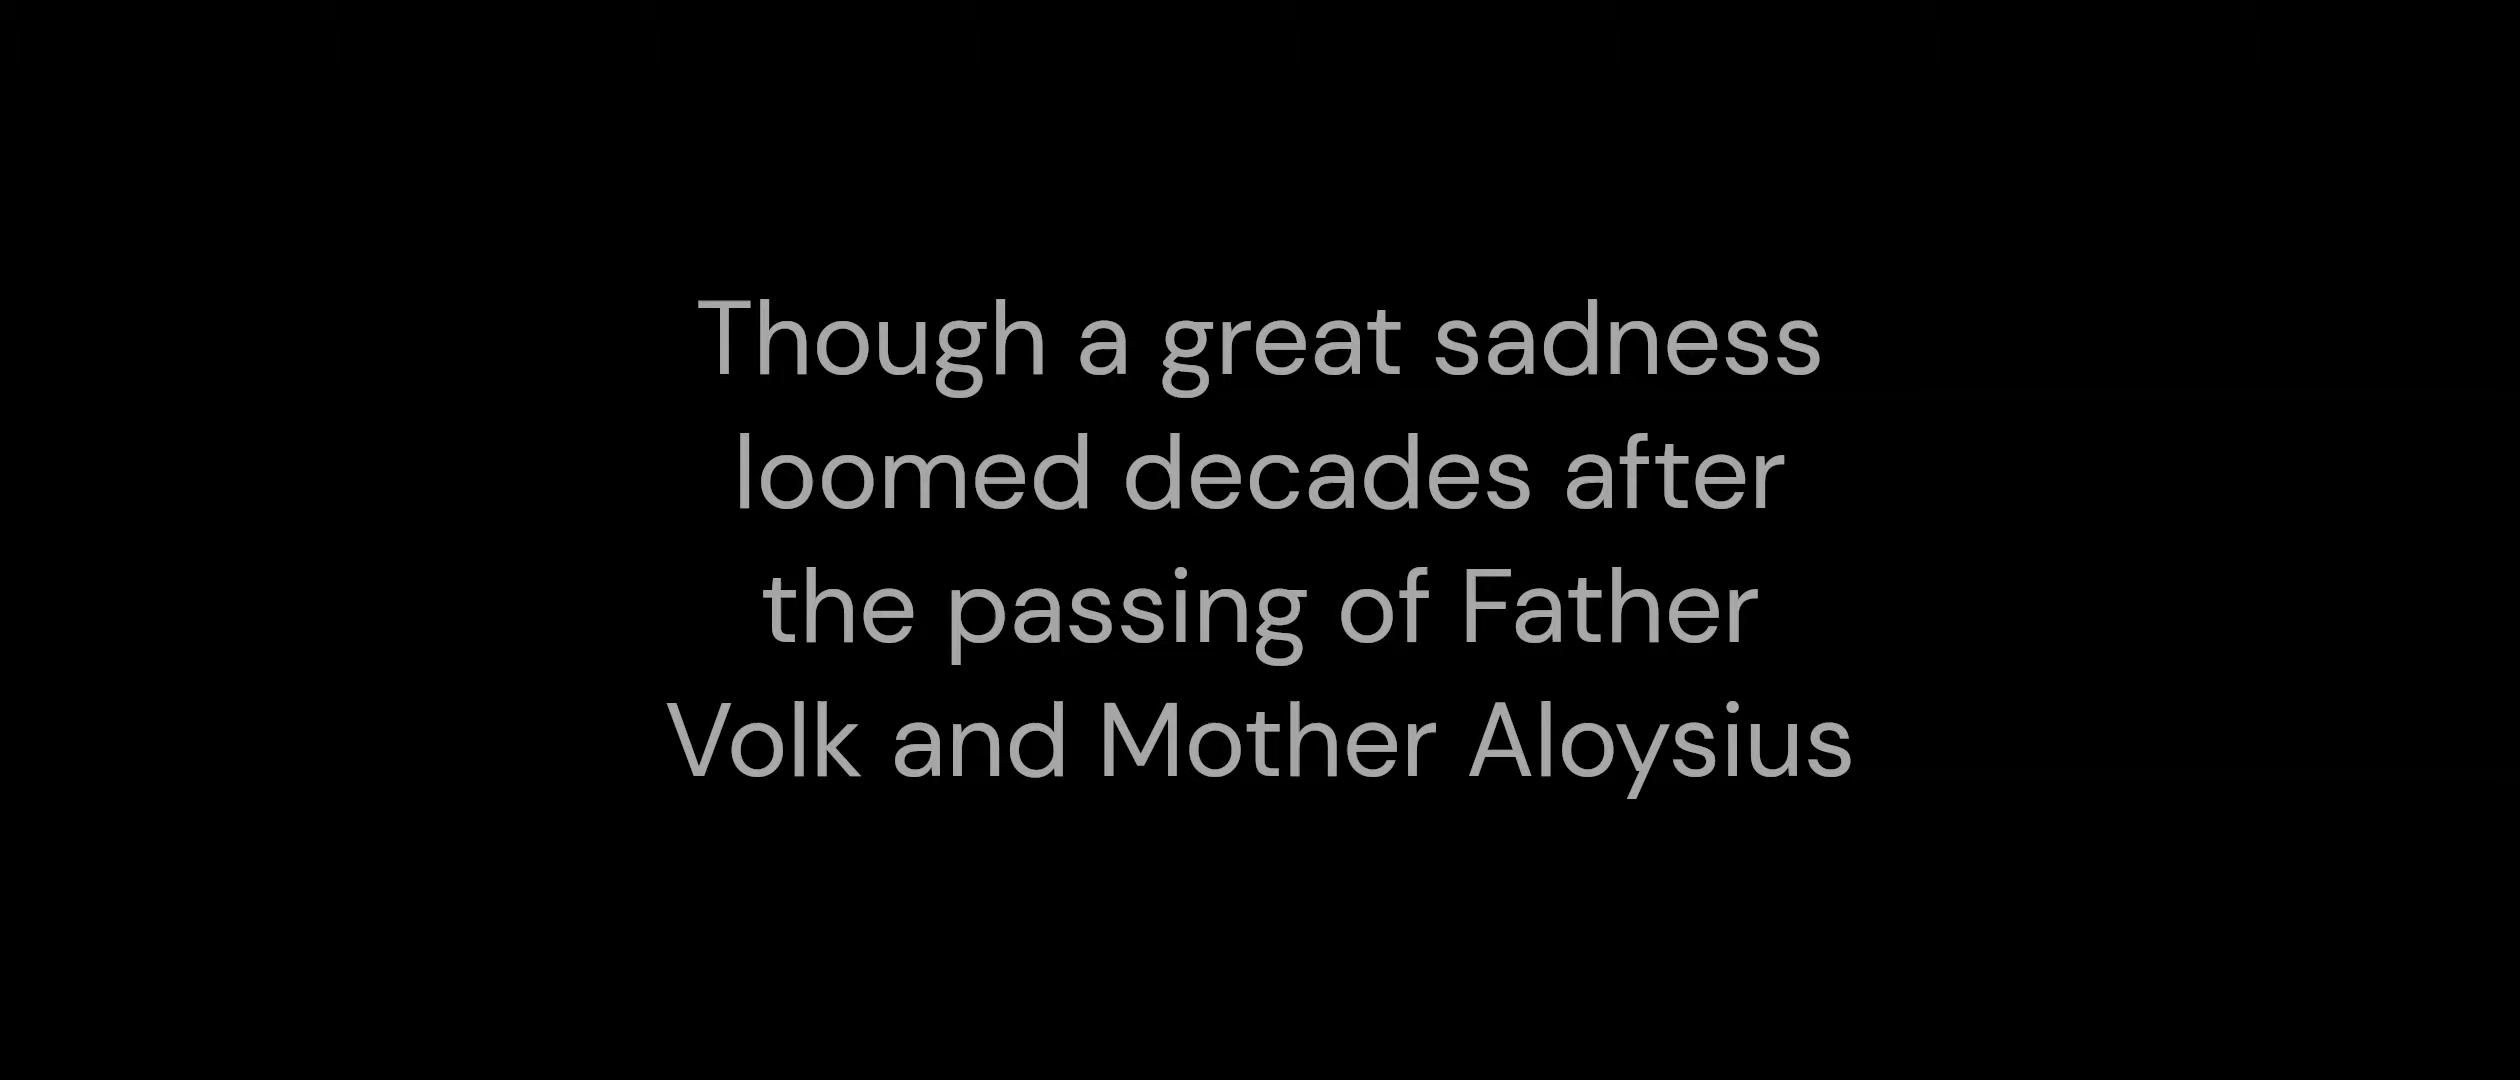 Though a great sadness
loomed decades after
the passing of Father
Volk and Mother Aloysius